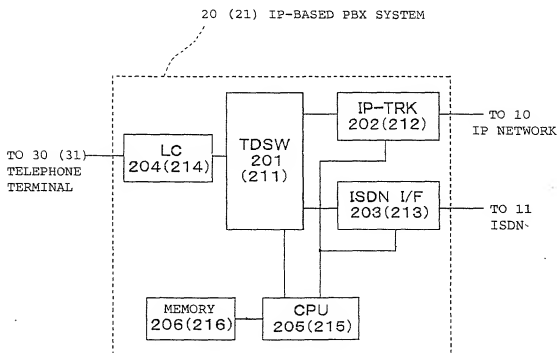 20 (21) IP-BASED PBX SYSTEM
IP-TRK
202(212)
TO 10
IP NETWORK
TDSW
201
(211)
LC
204(214)
TO 30 (31)
TELEPHONE
TERMINAL
ISDN I/F
203(213)
TO 11
ISDN
MEMORY
206(216)
CPU
205(215)